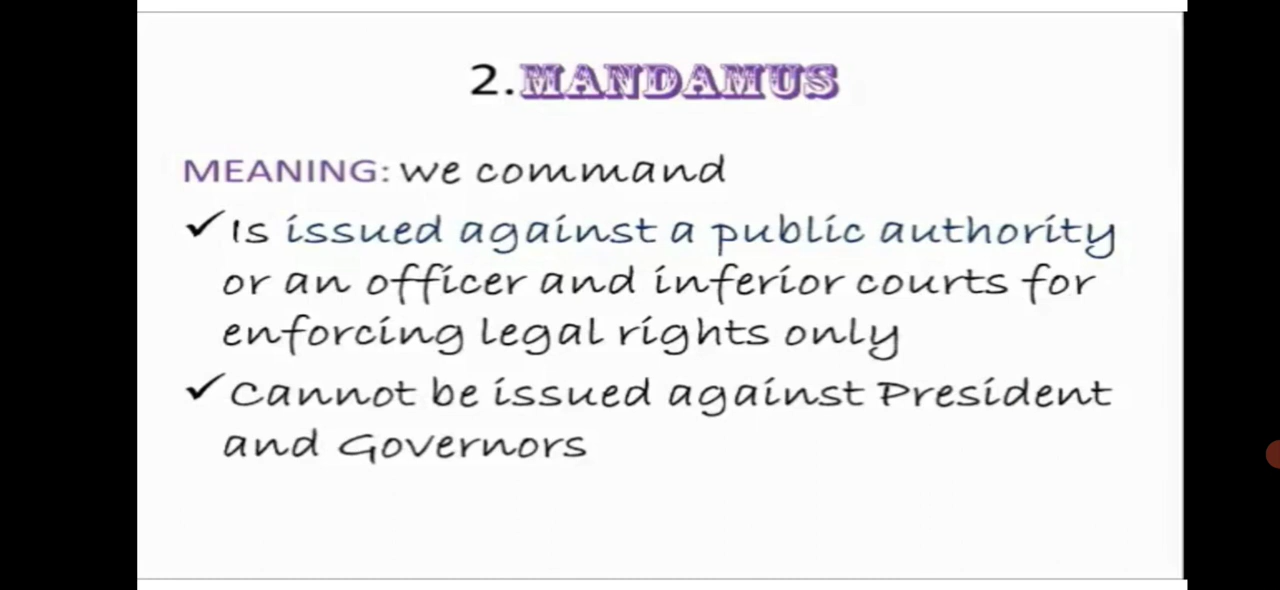 2.MANDAMUS
MEANING: we command
✓Is issued against a public authority
or an officer and inferior courts for
enforcing legal rights only
✓Cannot be issued against President
and Governors